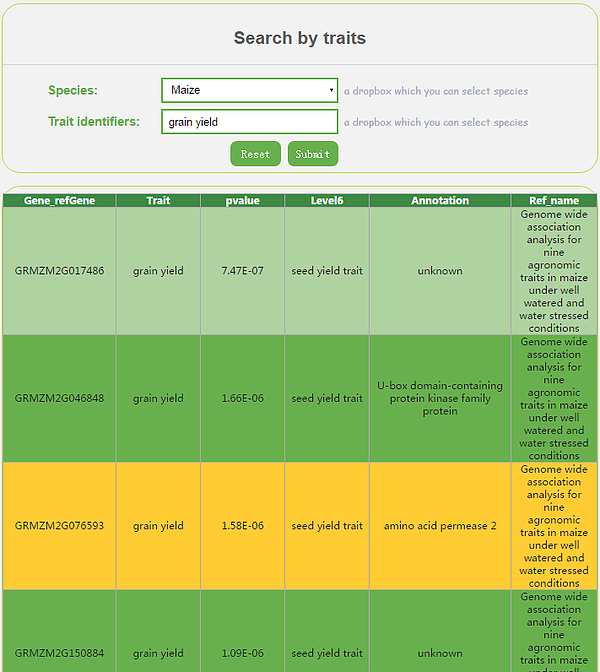 Search by traits
Species: Maize a dropbox which you can select species
Trait identifiers: grain yield a dropbox which you can select species
Reset Submit
Gene_refGene Trait pvalue Level6 Annotation Ref_name
GRMZM2G017486 grain yield 7.47E-07 seed yield trait unknown
Genome wide
association
analysis for
nine
agronomic
traits in maize
under well
watered and
water stressed
conditions
GRMZM2G046848 grain yield 1.66E-06 seed yield trait
U-box domain-containing
protein kinase family
protein
Genome wide
association
analysis for
nine
agronomic
traits in maize
under well
watered and
water stressed
conditions
GRMZM2G076593 grain yield 1.58E-06 seed yield trait amino acid permease 2
Genome wide
association
analysis for
nine
agronomic
traits in maize
under well
watered and
water stressed
conditions
GRMZM2G150884 grain yield 1.09E-06 seed yield trait unknown
Genome wide
association
analysis for
nine
agronomic
traits in maize
under well